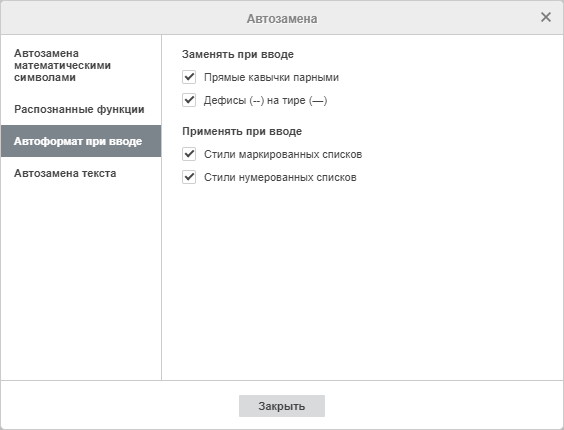 Автозамена
Автозамена
математическими
символами
Распознанные функции
Автоформат при вводе
Автозамена текста
Заменять при вводе
Прямые кавычки парными
Дефисы (--) на тире (—)
Применять при вводе
Стили маркированных списков
Стили нумерованных списков
Закрыть